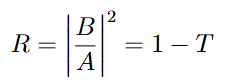 R = |B/A|² = 1 − T